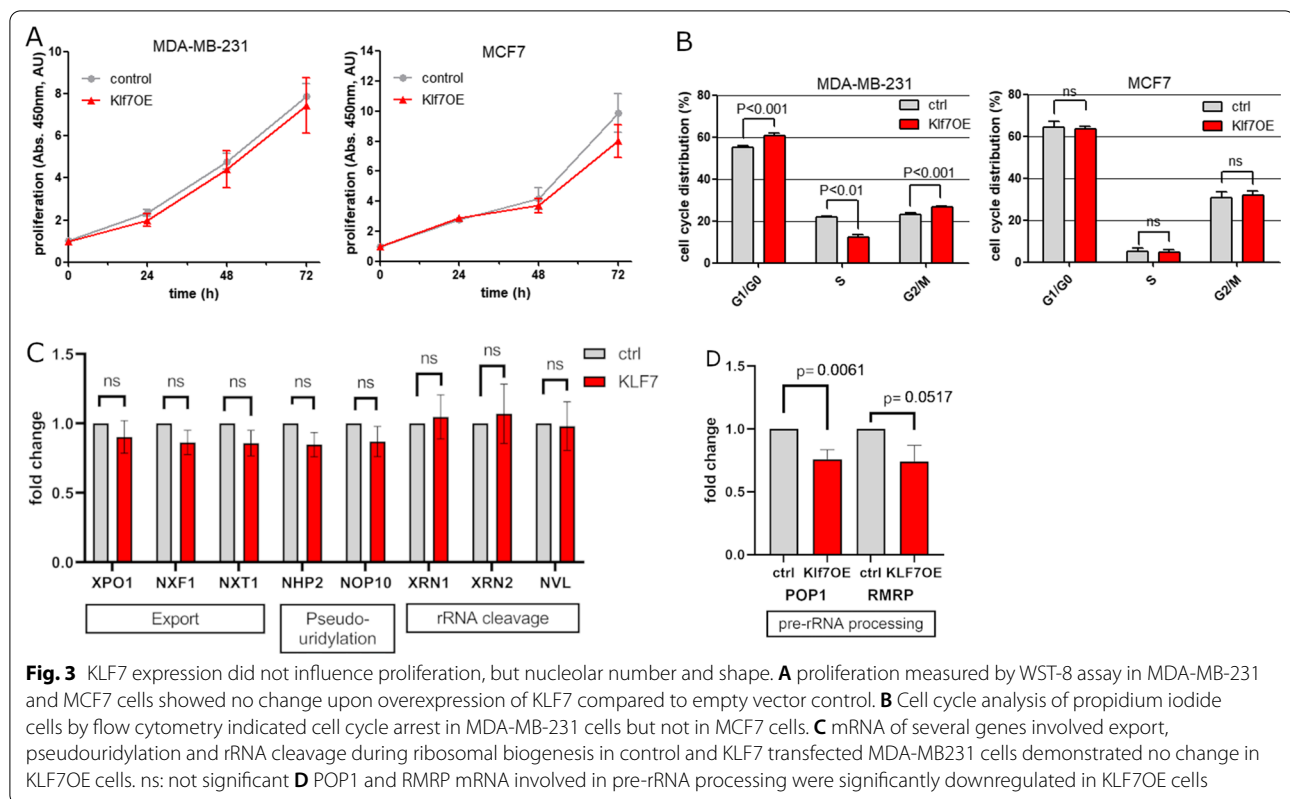 A
MDA-MB-231
control
Klf7OE
proliferation (Abs. 450nm, AU)
10
8
6
4
2
0
0 24 48 72
time (h)
MCF7
control
Klf7OE
proliferation (Abs. 450nm, AU)
14
12
10
8
6
4
2
0
0 24 48 72
time (h)
B
MDA-MB-231
ctrl
Klf7OE
cell cycle distribution (%)
80
60
40
20
0
P<0.001
P<0.01
P<0.001
G1/G0 S G2/M
MCF7
ctrl
Klf7OE
cell cycle distribution (%)
80
60
40
20
0
ns
ns
ns
G1/G0 S G2/M
C
ctrl
KLF7
fold change
1.5
1.0
0.5
0.0
ns ns ns ns ns ns ns ns
XPO1 NXF1 NXT1 NHP2 NOP10 XRN1 XRN2 NVL
Export
Pseudo-
uridylation
rRNA cleavage
D
fold change
1.5
1.0
0.5
0.0
p= 0.0061
p= 0.0517
ctrl Klf7OE ctrl KLF7OE
POP1 RMRP
pre-rRNA processing
Fig. 3 KLF7 expression did not influence proliferation, but nucleolar number and shape. A proliferation measured by WST-8 assay in MDA-MB-231
and MCF7 cells showed no change upon overexpression of KLF7 compared to empty vector control. B Cell cycle analysis of propidium iodide
cells by flow cytometry indicated cell cycle arrest in MDA-MB-231 cells but not in MCF7 cells. C mRNA of several genes involved export,
pseudouridylation and rRNA cleavage during ribosomal biogenesis in control and KLF7 transfected MDA-MB231 cells demonstrated no change in
KLF7OE cells. ns: not significant D POP1 and RMRP mRNA involved in pre-rRNA processing were significantly downregulated in KLF7OE cells